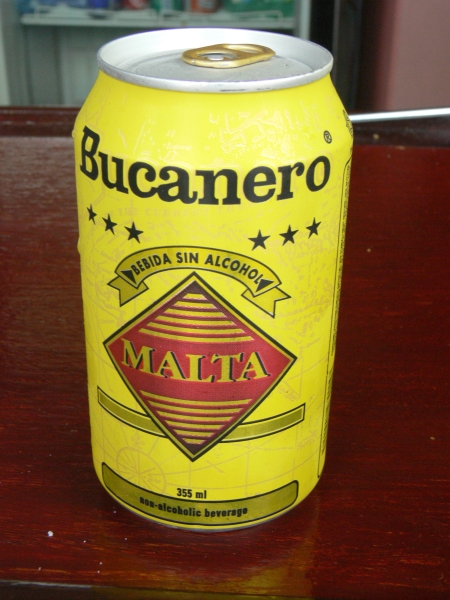 Bucanero®
BEBIDA SIN ALCOHOL
MALTA
355 ml
non-alcoholic beverage